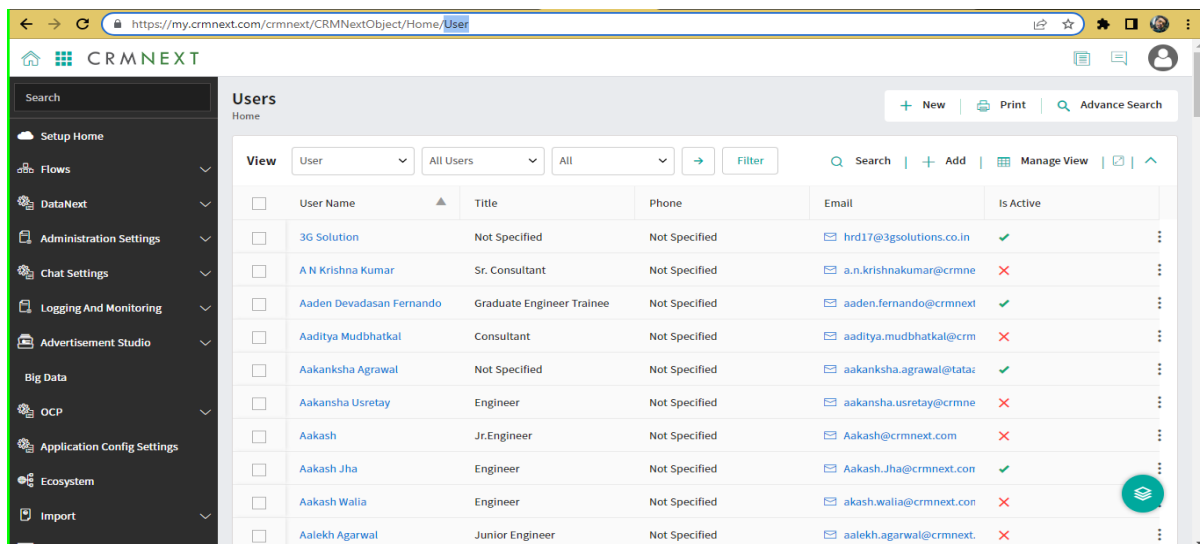 https://my.crmnext.com/crmnext/CRMNextObject/Home/User
CRMNEXT
Search
Setup Home
Flows
DataNext
Administration Settings
Chat Settings
Logging And Monitoring
Advertisement Studio
Big Data
OCP
Application Config Settings
Ecosystem
Import
Users
Home
New | Print | Advance Search
View User All Users All Filter Search | Add | Manage View | |
User Name Title Phone Email Is Active
3G Solution Not Specified Not Specified hrd17@3gsolutions.co.in
A N Krishna Kumar Sr. Consultant Not Specified a.n.krishnakumar@crmne
Aaden Devadasan Fernando Graduate Engineer Trainee Not Specified aaden.fernando@crmnext
Aaditya Mudbhatkal Consultant Not Specified aaditya.mudbhatkal@crm
Aakanksha Agrawal Not Specified Not Specified aakanksha.agrawal@tataa
Aakansha Usretay Engineer Not Specified aakansha.usretay@crmne
Aakash Jr.Engineer Not Specified Aakash@crmnext.com
Aakash Jha Engineer Not Specified Aakash.Jha@crmnext.com
Aakash Walia Engineer Not Specified akash.walia@crmnext.con
Aalekh Agarwal Junior Engineer Not Specified aalekh.agarwal@crmnext.